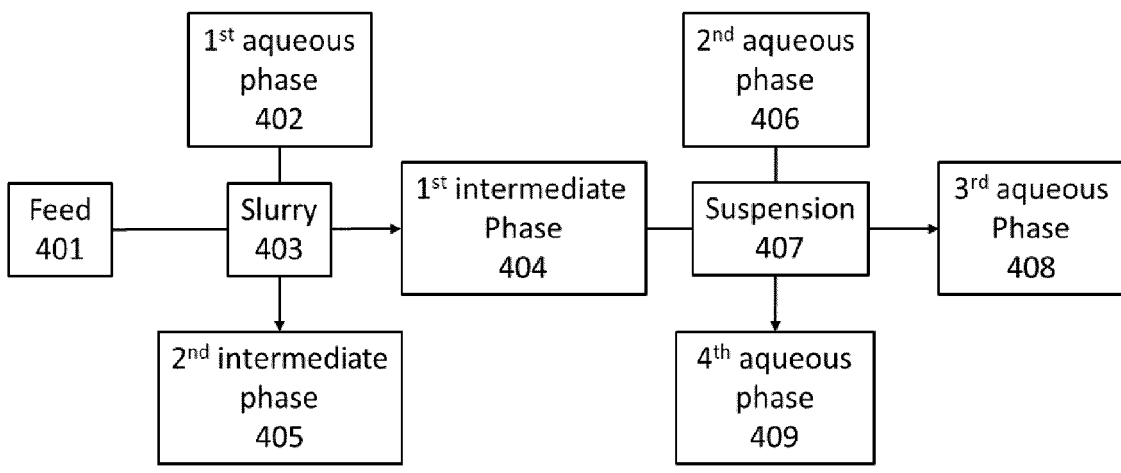 1st aqueous
phase
402
2nd aqueous
phase
406
Feed
401
Slurry
403
1st intermediate
Phase
404
Suspension
407
3rd aqueous
Phase
408
2nd intermediate
phase
405
4th aqueous
phase
409